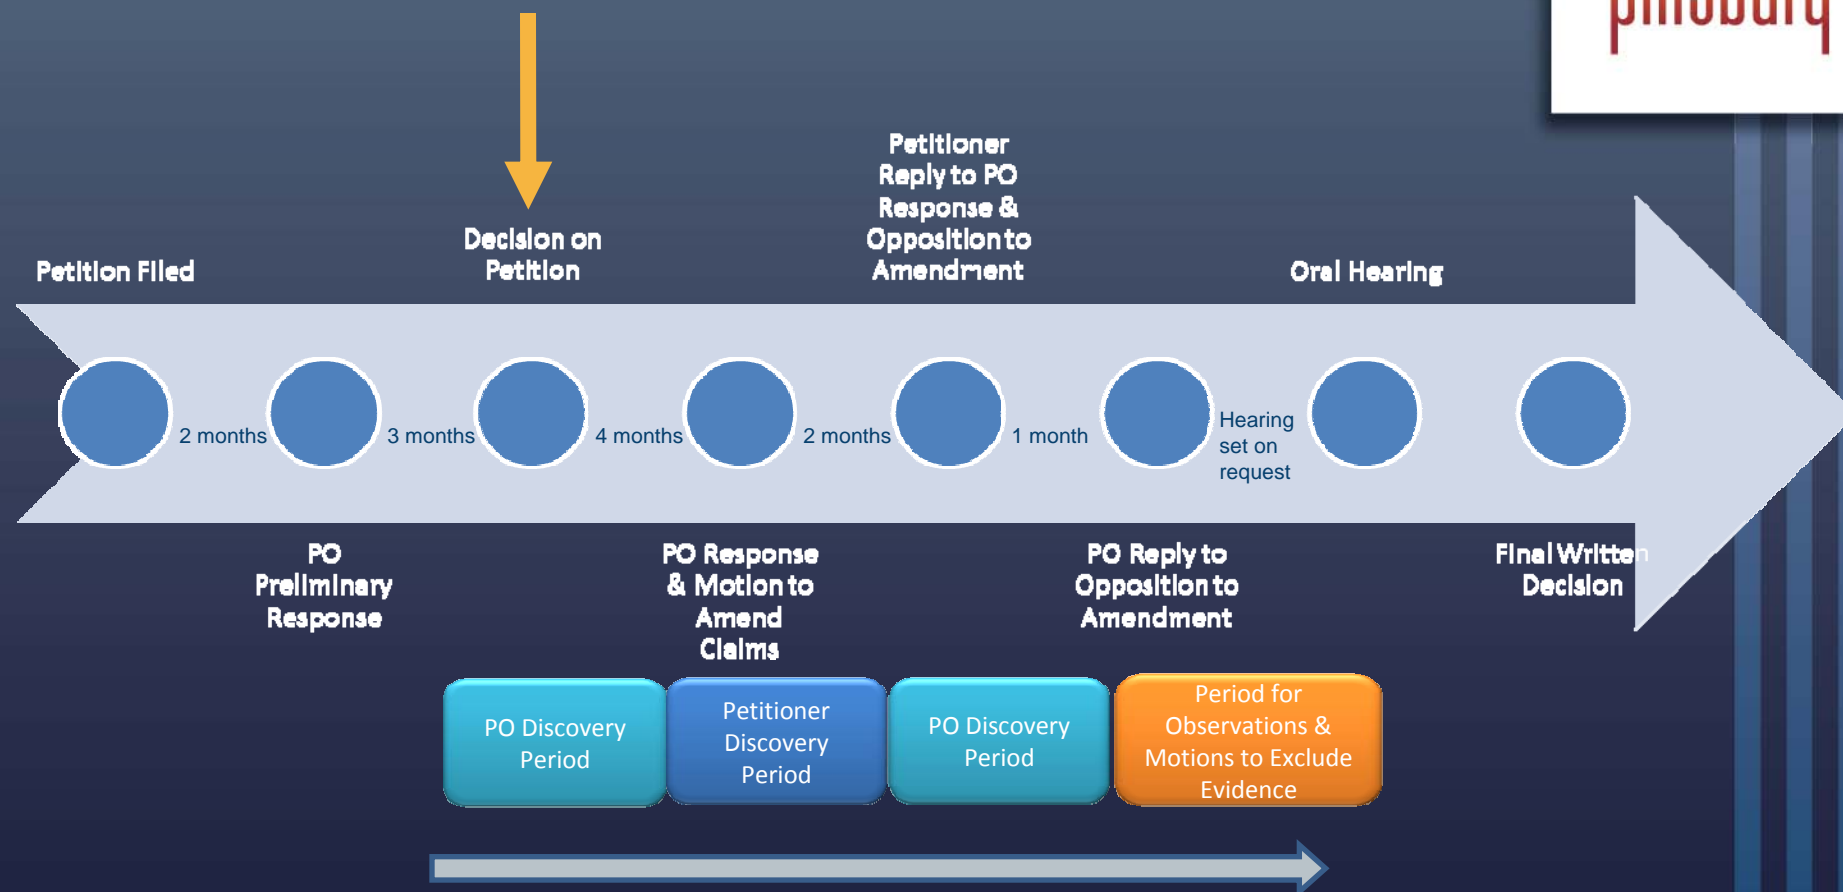 Petitioner
Reply to PO
Response &
Opposition to
Amendment
Decision on
Petition
Petition Filed
Oral Hearing
2 months
3 months
4 months
2 months
1 month
Hearing
set on
request
PO
Preliminary
Response
PO Response
& Motion to
Amend
Claims
PO Reply to
Opposition to
Amendment
Final Written
Decision
PO Discovery
Period
Petitioner
Discovery
Period
PO Discovery
Period
Period for
Observations &
Motions to Exclude
Evidence